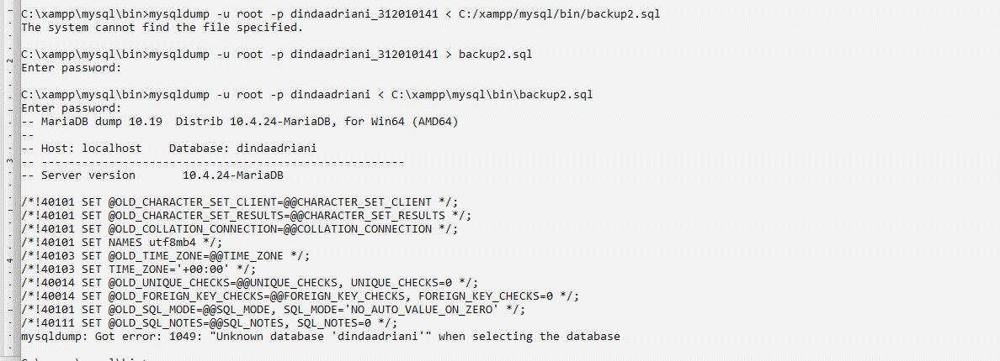 C:\xampp\mysql\bin>mysqldump -u root -p dindaadriani_312010141 < C:/xampp/mysql/bin/backup2.sql
The system cannot find the file specified.
C:\xampp\mysql\bin>mysqldump -u root -p dindaadriani_312010141 > backup2.sql
Enter password:
C:\xampp\mysql\bin>mysqldump -u root -p dindaadriani < C:\xampp\mysql\bin\backup2.sql
Enter password:
-- MariaDB dump 10.19  Distrib 10.4.24-MariaDB, for Win64 (AMD64)
--
-- Host: localhost    Database: dindaadriani
-- ------------------------------------------------------
-- Server version       10.4.24-MariaDB
/*!40101 SET @OLD_CHARACTER_SET_CLIENT=@@CHARACTER_SET_CLIENT */;
/*!40101 SET @OLD_CHARACTER_SET_RESULTS=@@CHARACTER_SET_RESULTS */;
/*!40101 SET @OLD_COLLATION_CONNECTION=@@COLLATION_CONNECTION */;
/*!40101 SET NAMES utf8mb4 */;
/*!40103 SET @OLD_TIME_ZONE=@@TIME_ZONE */;
/*!40103 SET TIME_ZONE='+00:00' */;
/*!40014 SET @OLD_UNIQUE_CHECKS=@@UNIQUE_CHECKS, UNIQUE_CHECKS=0 */;
/*!40014 SET @OLD_FOREIGN_KEY_CHECKS=@@FOREIGN_KEY_CHECKS, FOREIGN_KEY_CHECKS=0 */;
/*!40101 SET @OLD_SQL_MODE=@@SQL_MODE, SQL_MODE='NO_AUTO_VALUE_ON_ZERO' */;
/*!40111 SET @OLD_SQL_NOTES=@@SQL_NOTES, SQL_NOTES=0 */;
mysqldump: Got error: 1049: "Unknown database 'dindaadriani'" when selecting the database
2
3
4